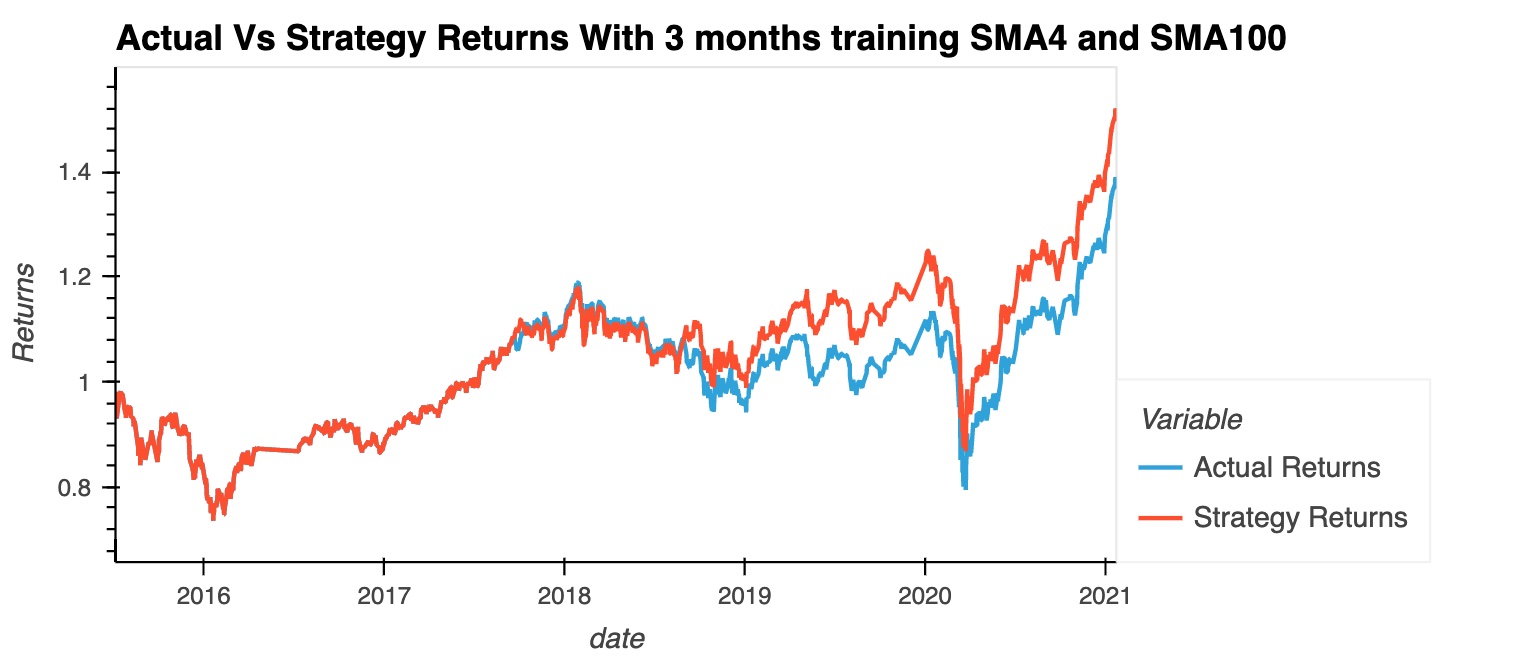 Actual Vs Strategy Returns With 3 months training SMA4 and SMA100
Returns
1.4
1.2
1
0.8
2016 2017 2018 2019 2020 2021
date
Variable
Actual Returns
Strategy Returns